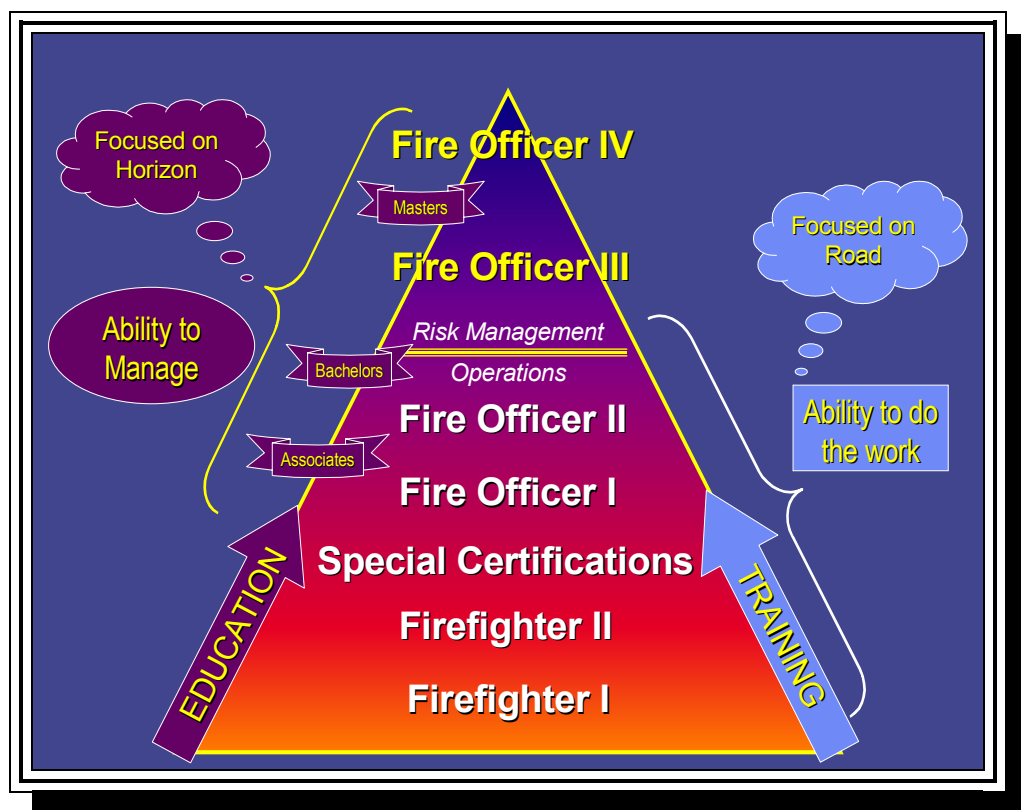 Fire Officer IV
Focused on
Horizon
Masters
Focused on
Road
Fire Officer III
Ability to
Manage
Risk Management
Bachelors
Operations
Fire Officer II
Ability to do
the work
Associates
Fire Officer I
Special Certifications
EDUCATION
TRAINING
Firefighter II
Firefighter I